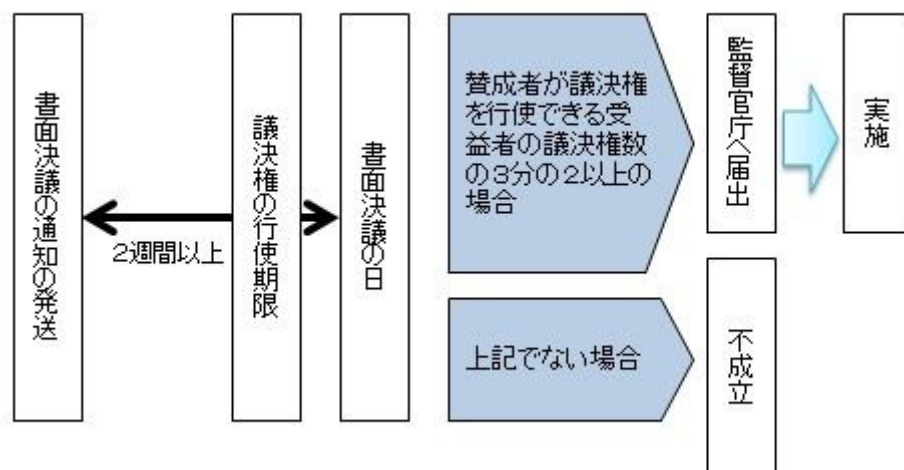 書面決議の通知の発送
2週間以上
議決権の行使期限
書面決議の日
賛成者が議決権
を行使できる受
益者の議決権数
の3分の2以上の
場合
監督官庁へ届出
実施
上記でない場合
不成立